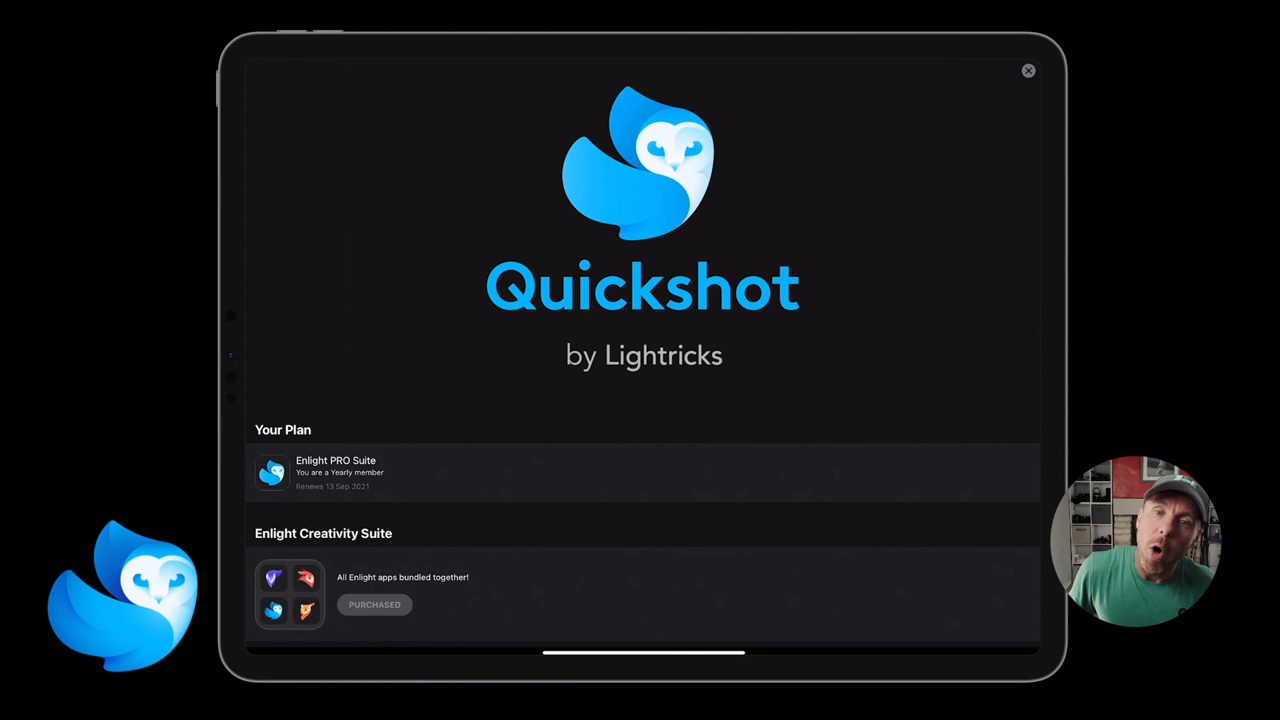 Quickshot
by Lightricks
Your Plan
Enlight PRO Suite
You are a Yearly member
Renews 13 Sep 2021
Enlight Creativity Suite
All Enlight apps bundled together!
PURCHASED